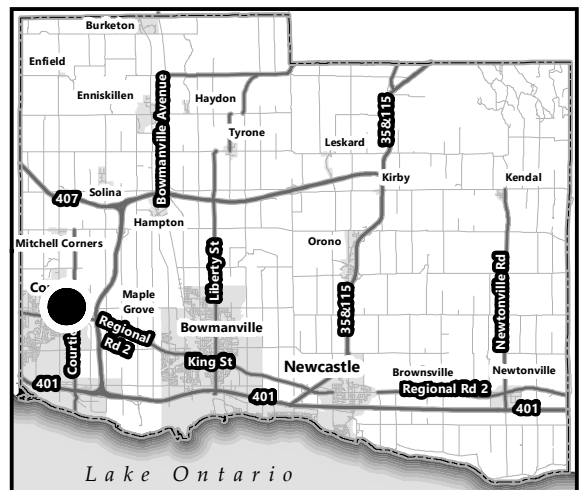 Burketon
Enfield
Enniskillen
Bowmanville Avenue
Haydon
Tyrone
35&115
Leskard
Kirby
Kendal
Solina
407
Hampton
Mitchell Corners
Orono
Liberty St
Newtonville Rd
Maple
Grove
35&115
Regional
Rd 2
Bowmanville
King St
Newcastle
Brownsville
Newtonville
Regional Rd 2
401
401
401
Lake Ontario